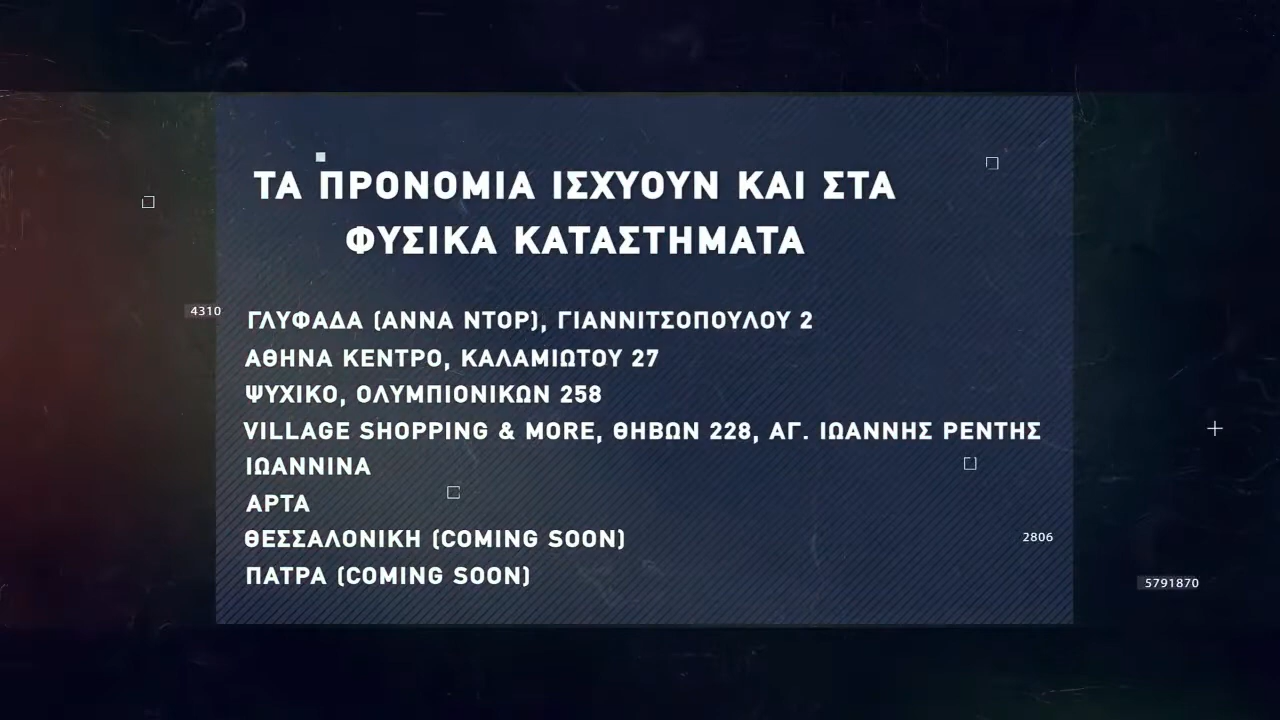 ΤΑ ΠΡΟΝΟΜΙΑ ΙΣΧΥΟΥΝ ΚΑΙ ΣΤΑ
ΦΥΣΙΚΑ ΚΑΤΑΣΤΗΜΑΤΑ
4310
ΓΛΥΦΑΔΑ (ΑΝΝΑ ΝΤΟΡ), ΓΙΑΝΝΙΤΣΟΠΟΥΛΟΥ 2
ΑΘΗΝΑ ΚΕΝΤΡΟ, ΚΑΛΑΜΙΩΤΟΥ 27
ΨΥΧΙΚΟ, ΟΛΥΜΠΙΟΝΙΚΩΝ 258
VILLAGE SHOPPING & MORE, ΘΗΒΩΝ 228, ΑΓ. ΙΩΑΝΝΗΣ ΡΕΝΤΗΣ
ΙΩΑΝΝΙΝΑ
ΑΡΤΑ
ΘΕΣΣΑΛΟΝΙΚΗ (COMING SOON)
2806
ΠΑΤΡΑ (COMING SOON)
5791870